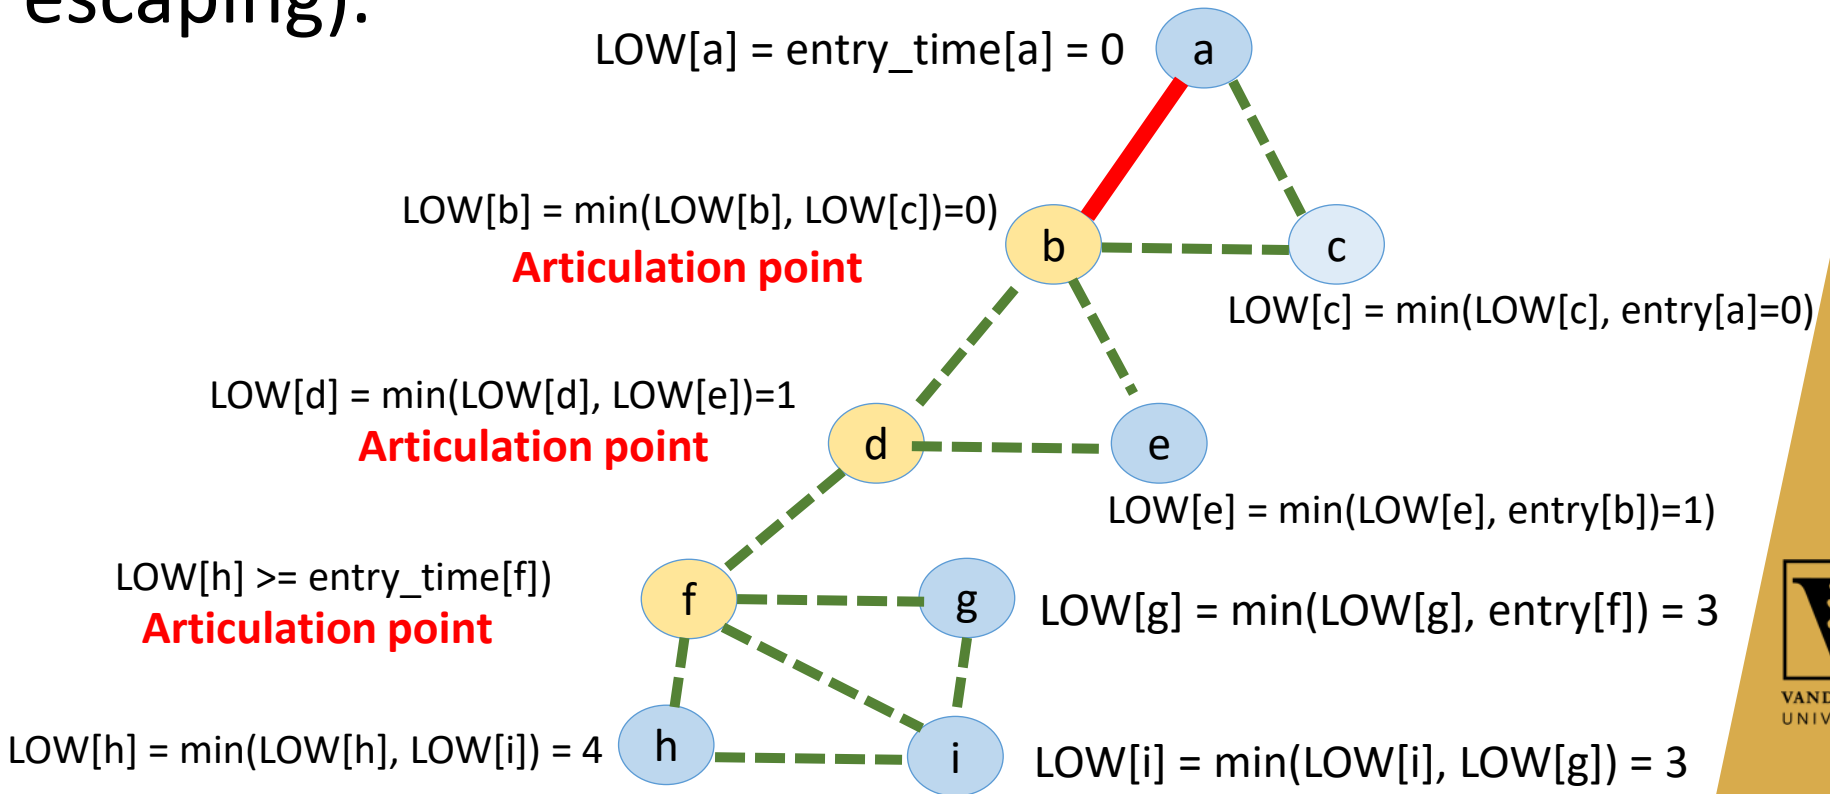 escaping).
LOW[a] = entry_time[a] = 0
a
LOW[b] = min(LOW[b], LOW[c])=0)
Articulation point
b
c
LOW[c] = min(LOW[c], entry[a]=0)
LOW[d] = min(LOW[d], LOW[e])=1
Articulation point
d
e
LOW[e] = min(LOW[e], entry[b])=1)
LOW[h] >= entry_time[f])
Articulation point
f
g
LOW[g] = min(LOW[g], entry[f]) = 3
LOW[h] = min(LOW[h], LOW[i]) = 4
h
i
LOW[i] = min(LOW[i], LOW[g]) = 3
VAND
UNIV